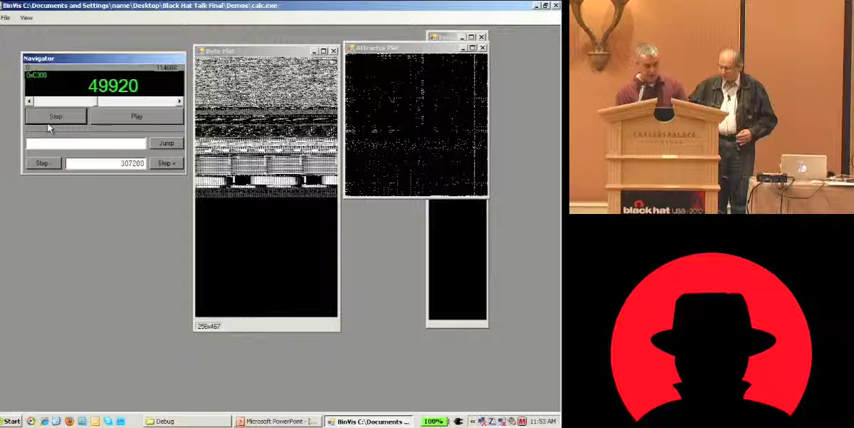 BinVis C:\Documents and Settings\name\Desktop\Black Hat Talk Final\Demos\calc.exe
File View
Navigator
0 114688
0xC300
49920
Stop Play
Jump
Step - 307200 Step +
Byte Plot
256x467
Attractor Plot
CAESARS PALACE
black hat USA + 2010
Start
Debug
Microsoft PowerPoint - [...
BinVis C:\Documents ...
100%
11:53 AM